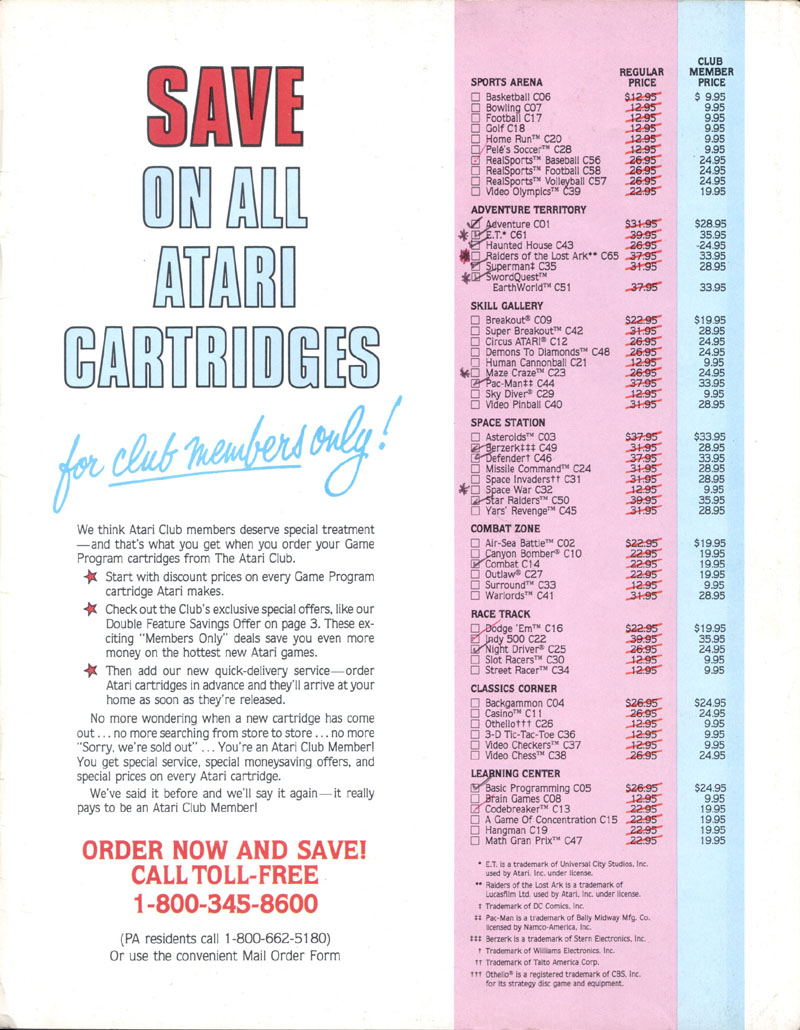 SAVE
ON ALL
ATARI
CARTRIDGES
for club members only!
We think Atari Club members deserve special treatment
—and that's what you get when you order your Game
Program cartridges from The Atari Club.
Start with discount prices on every Game Program
cartridge Atari makes.
Check out the Club's exclusive special offers, like our
Double Feature Savings Offer on page 3. These ex-
citing "Members Only" deals save you even more
money on the hottest new Atari games.
Then add our new quick-delivery service—order
Atari cartridges in advance and they'll arrive at your
home as soon as they're released.
No more wondering when a new cartridge has come
out... no more searching from store to store... no more
"Sorry, we're sold out" ... You're an Atari Club Member!
You get special service, special moneysaving offers, and
special prices on every Atari cartridge.
We've said it before and we'll say it again—it really
pays to be an Atari Club Member!
ORDER NOW AND SAVE!
CALL TOLL-FREE
1-800-345-8600
(PA residents call 1-800-662-5180)
Or use the convenient Mail Order Form
SPORTS ARENA REGULAR PRICE CLUB MEMBER PRICE
Basketball C06 $12.95 $ 9.95
Bowling C07 12.95 9.95
Football C17 12.95 9.95
Golf C18 12.95 9.95
Home Run™ C20 12.95 9.95
Pelé's Soccer™ C28 12.95 9.95
RealSports™ Baseball C56 26.95 24.95
RealSports™ Football C58 26.95 24.95
RealSports™ Volleyball C57 26.95 24.95
Video Olympics™ C39 22.95 19.95
ADVENTURE TERRITORY
Adventure C01 $31.95 $28.95
E.T.* C61 39.95 35.95
Haunted House C43 26.95 -24.95
Raiders of the Lost Ark** C65 37.95 33.95
Superman‡ C35 31.95 28.95
SwordQuest™
EarthWorld™ C51 37.95 33.95
SKILL GALLERY
Breakout® C09 $22.95 $19.95
Super Breakout™ C42 31.95 28.95
Circus ATARI® C12 26.95 24.95
Demons To Diamonds™ C48 26.95 24.95
Human Cannonball C21 12.95 9.95
Maze Craze™ C23 26.95 24.95
Pac-Man‡‡ C44 37.95 33.95
Sky Diver® C29 12.95 9.95
Video Pinball C40 31.95 28.95
SPACE STATION
Asteroids™ C03 $37.95 $33.95
Berzerk‡‡‡ C49 31.95 28.95
Defender† C46 37.95 33.95
Missile Command™ C24 31.95 28.95
Space Invaders†† C31 31.95 28.95
Space War C32 12.95 9.95
Star Raiders™ C50 39.95 35.95
Yars' Revenge™ C45 31.95 28.95
COMBAT ZONE
Air-Sea Battle™ C02 $22.95 $19.95
Canyon Bomber® C10 22.95 19.95
Combat C14 22.95 19.95
Outlaw® C27 22.95 19.95
Surround™ C33 12.95 9.95
Warlords™ C41 31.95 28.95
RACE TRACK
Dodge 'Em™ C16 $22.95 $19.95
Indy 500 C22 39.95 35.95
Night Driver® C25 26.95 24.95
Slot Racers™ C30 12.95 9.95
Street Racer™ C34 12.95 9.95
CLASSICS CORNER
Backgammon C04 $26.95 $24.95
Casino™ C11 26.95 24.95
Othello††† C26 12.95 9.95
3-D Tic-Tac-Toe C36 12.95 9.95
Video Checkers™ C37 12.95 9.95
Video Chess™ C38 26.95 24.95
LEARNING CENTER
Basic Programming C05 $26.95 $24.95
Brain Games C08 12.95 9.95
Codebreaker™ C13 22.95 19.95
A Game Of Concentration C15 22.95 19.95
Hangman C19 22.95 19.95
Math Gran Prix™ C47 22.95 19.95
* E.T. is a trademark of Universal City Studios, Inc.
used by Atari, Inc. under license.
** Raiders of the Lost Ark is a trademark of
Lucasfilm Ltd. used by Atari, Inc. under license.
‡ Trademark of DC Comics, Inc.
‡‡ Pac-Man is a trademark of Bally Midway Mfg. Co.
licensed by Namco-America, Inc.
‡‡‡ Berzerk is a trademark of Stern Electronics, Inc.
† Trademark of Williams Electronics, Inc.
†† Trademark of Taito America Corp.
††† Othello® is a registered trademark of CBS, Inc.
for its strategy disc game and equipment.